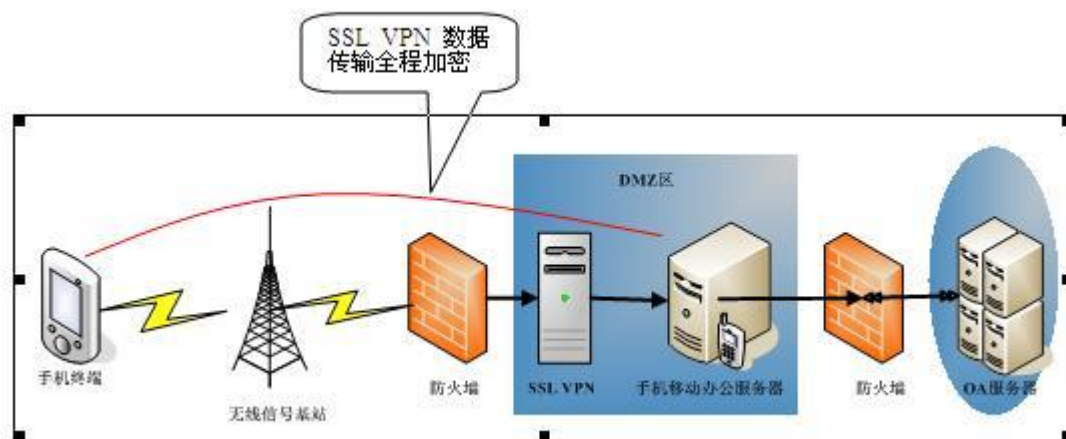 SSL VPN 数据
传输全程加密
DMZ区
手机终端
无线信号基站
防火墙
SSL VPN
手机移动办公服务器
防火墙
OA服务器